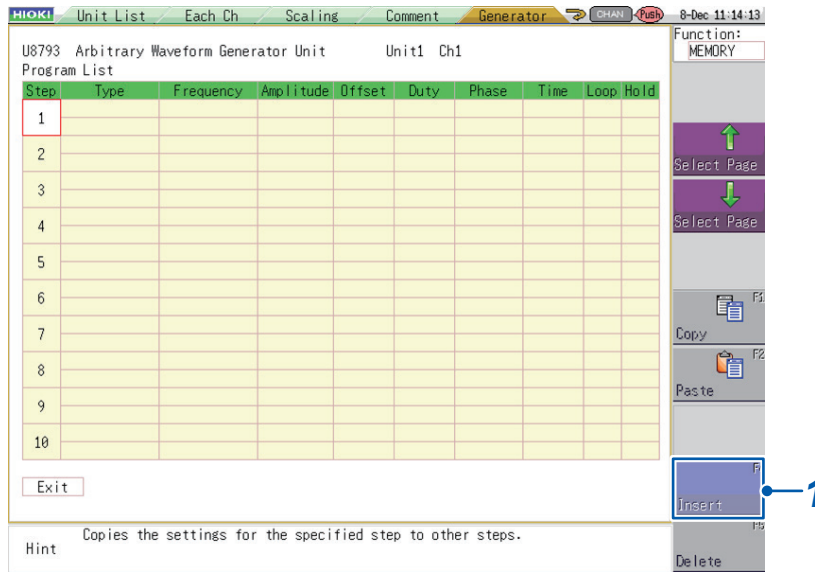 HIOKI Unit List Each Ch Scaling Comment Generator CHAN Push 8-Dec 11:14:13
Function:
MEMORY
U8793 Arbitrary Waveform Generator Unit Unit1 Ch1
Program List
Step Type Frequency Amplitude Offset Duty Phase Time Loop Hold
1
2
3
4
5
6
7
8
9
10
Exit
Select Page
Select Page
F1
Copy
F2
Paste
Insert
1
Delete
Hint Copies the settings for the specified step to other steps.